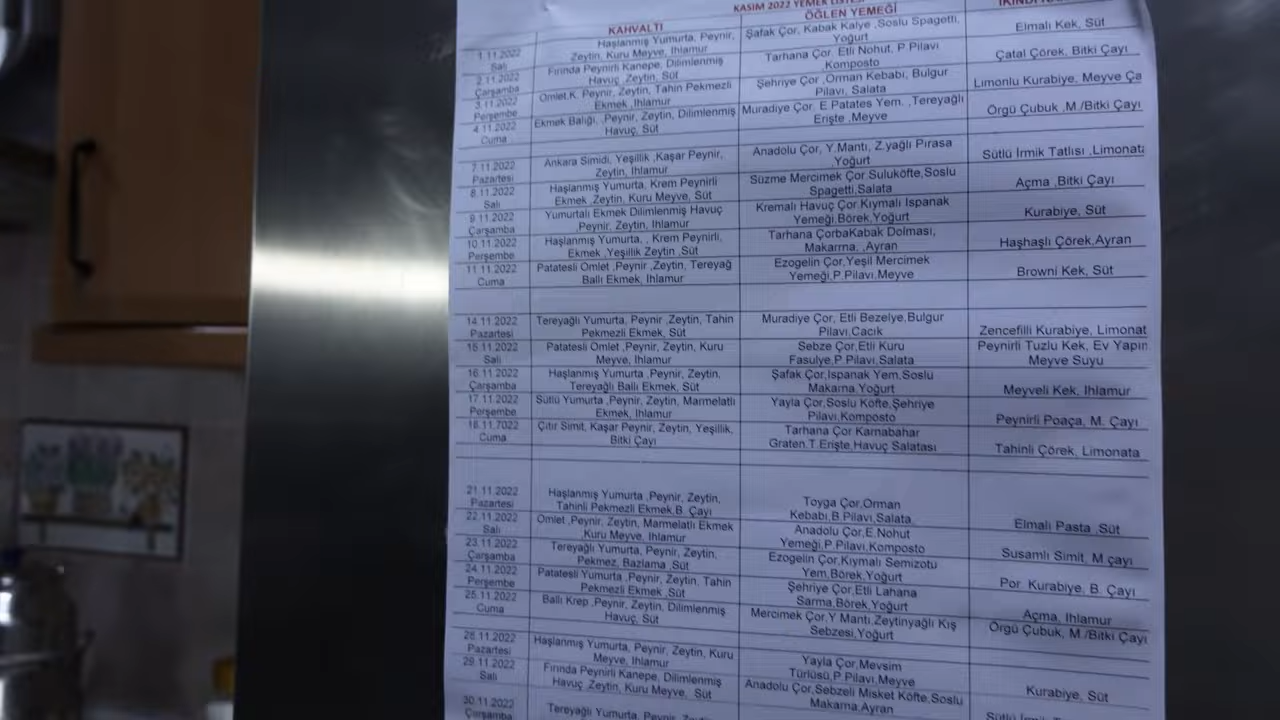 KASIM 2022 YEMEK
KAHVALTI
ÖĞLEN YEMEĞİ
1.11.2022
Salı
Haşlanmış Yumurta, Peynir,
Zeytin, Kuru Meyve, Ihlamur
Şafak Çor, Kabak Kalye ,Soslu Spagetti,
Yoğurt
Elmalı Kek, Süt
2.11.2022
Çarşamba
Fırında Peynirli Kanepe, Dilimlenmiş
Havuç ,Zeytin, Süt
Tarhana Çor, Etli Nohut, P.Pilavı
Komposto
Çatal Çörek, Bitki Çayı
3.11.2022
Perşembe
Omlet,K. Peynir, Zeytin, Tahin Pekmezli
Ekmek ,Ihlamur
Şehriye Çor ,Orman Kebabı, Bulgur
Pilavı, Salata
Limonlu Kurabiye, Meyve Ça
4.11.2022
Cuma
Ekmek Balığı, ,Peynir, Zeytin, Dilimlenmiş
Havuç, Süt
Muradiye Çor, E Patates Yem. ,Tereyağlı
Erişte ,Meyve
Örgü Çubuk ,M./Bitki Çayı
7.11.2022
Pazartesi
Ankara Simidi, Yeşillik ,Kaşar Peynir,
Zeytin, Ihlamur
Anadolu Çor, Y.Mantı, Z.yağlı Pırasa
,Yoğurt
Sütlü İrmik Tatlısı ,Limonata
8.11.2022
Salı
Haşlanmış Yumurta, Krem Peynirli
Ekmek ,Zeytin, Kuru Meyve, Süt
Süzme Mercimek Çor Suluköfte,Soslu
Spagetti,Salata
Açma ,Bitki Çayı
9.11.2022
Çarşamba
Yumurtalı Ekmek Dilimlenmiş Havuç
,Peynir, Zeytin, Ihlamur
Kremalı Havuç Çor,Kıymalı Ispanak
Yemeği,Börek,Yoğurt
Kurabiye, Süt
10.11.2022
Perşembe
Haşlanmış Yumurta, , Krem Peynirli,
Ekmek ,Yeşillik Zeytin ,Süt
Tarhana ÇorbaKabak Dolması,
Makarma, ,Ayran
Haşhaşlı Çörek,Ayran
11.11.2022
Cuma
Patatesli Omlet ,Peynir ,Zeytin, Tereyağ
Ballı Ekmek, Ihlamur
Ezogelin Çor,Yeşil Mercimek
Yemeği,P Pilavı,Meyve
Browni Kek, Süt
14.11.2022
Pazartesi
Tereyağlı Yumurta, Peynir ,Zeytin, Tahin
Pekmezli Ekmek, Süt
Muradiye Çor, Etli Bezelye,Bulgur
Pilavı,Cacık
Zencefilli Kurabiye, Limonat
15.11.2022
Salı
Patatesli Omlet ,Peynir, Zeytin, Kuru
Meyve, Ihlamur
Sebze Çor,Etli Kuru
Fasulye,P.Pilavı,Salata
Peynirli Tuzlu Kek, Ev Yapım
Meyve Suyu
16.11.2022
Çarşamba
Haşlanmış Yumurta ,Peynir, Zeytin,
Tereyağlı Ballı Ekmek, Süt
Şafak Çor,Ispanak Yem,Soslu
Makarna,Yoğurt
Meyveli Kek, Ihlamur
17.11.2022
Perşembe
Sütlü Yumurta ,Peynir, Zeytin, Marmelatlı
Ekmek, Ihlamur
Yayla Çor,Soslu Köfte,Şehriye
Pilavı,Komposto
Peynirli Poaça, M. Çayı
18.11.2022
Cuma
Çıtır Simit, Kaşar Peynir, Zeytin, Yeşillik,
Bitki Çayı
Tarhana Çor Karnabahar
Graten,T.Erişte,Havuç Salatası
Tahinli Çörek, Limonata
21.11.2022
Pazartesi
Haşlanmış Yumurta ,Peynir, Zeytin,
Tahinli Pekmezli Ekmek,B. Çayı
Toyga Çor,Orman
Kebabı,B.Pilavı,Salata
Elmalı Pasta ,Süt
22.11.2022
Salı
Omlet ,Peynir, Zeytin, Marmelatlı Ekmek
,Kuru Meyve, Ihlamur
Anadolu Çor,E.Nohut
Yemeği,P.Pilavı,Komposto
Susamlı Simit, M.çayı
23.11.2022
Çarşamba
Tereyağlı Yumurta, Peynir, Zeytin,
Pekmez, Bazlama ,Süt
Ezogelin Çor,Kıymalı Semizotu
Yem,Börek,Yoğurt
Por. Kurabiye, B. Çayı
24.11.2022
Perşembe
Patatesli Yumurta ,Peynir, Zeytin, Tahin
Pekmezli Ekmek ,Süt
Şehriye Çor,Etli Lahana
Sarma,Börek,Yoğurt
Açma, Ihlamur
25.11.2022
Cuma
Ballı Krep ,Peynir, Zeytin, Dilimlenmiş
Havuç, Süt
Mercimek Çor,Y Mantı,Zeytinyağlı Kış
Sebzesi,Yoğurt
Örgü Çubuk, M./Bitki Çayı
28.11.2022
Pazartesi
Haşlanmış Yumurta, Peynir, Zeytin, Kuru
Meyve, Ihlamur
Yayla Çor,Mevsim
Türlüsü,P.Pilavı,Meyve
Kurabiye, Süt
29.11.2022
Salı
Fırında Peynirli Kanepe, Dilimlenmiş
Havuç ,Zeytin, Kuru Meyve, Süt
Anadolu Çor,Sebzeli Misket Köfte,Soslu
Makarna,Ayran
30.11.2022
Çarşamba
Tereyağlı Yumurta, Peynir,
Sütlü